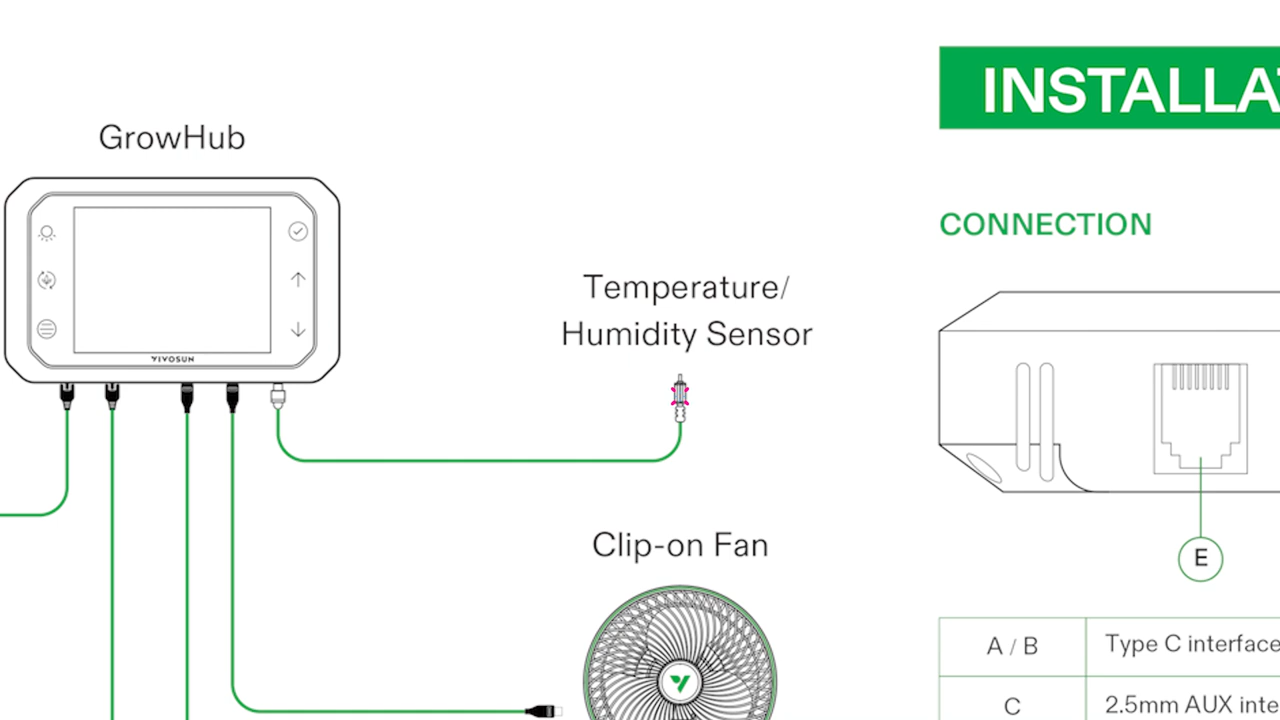 GrowHub
VIVOSUN
Temperature/
Humidity Sensor
Clip-on Fan
INSTALLA
CONNECTION
E
A / B
Type C interface
C
2.5mm AUX inte